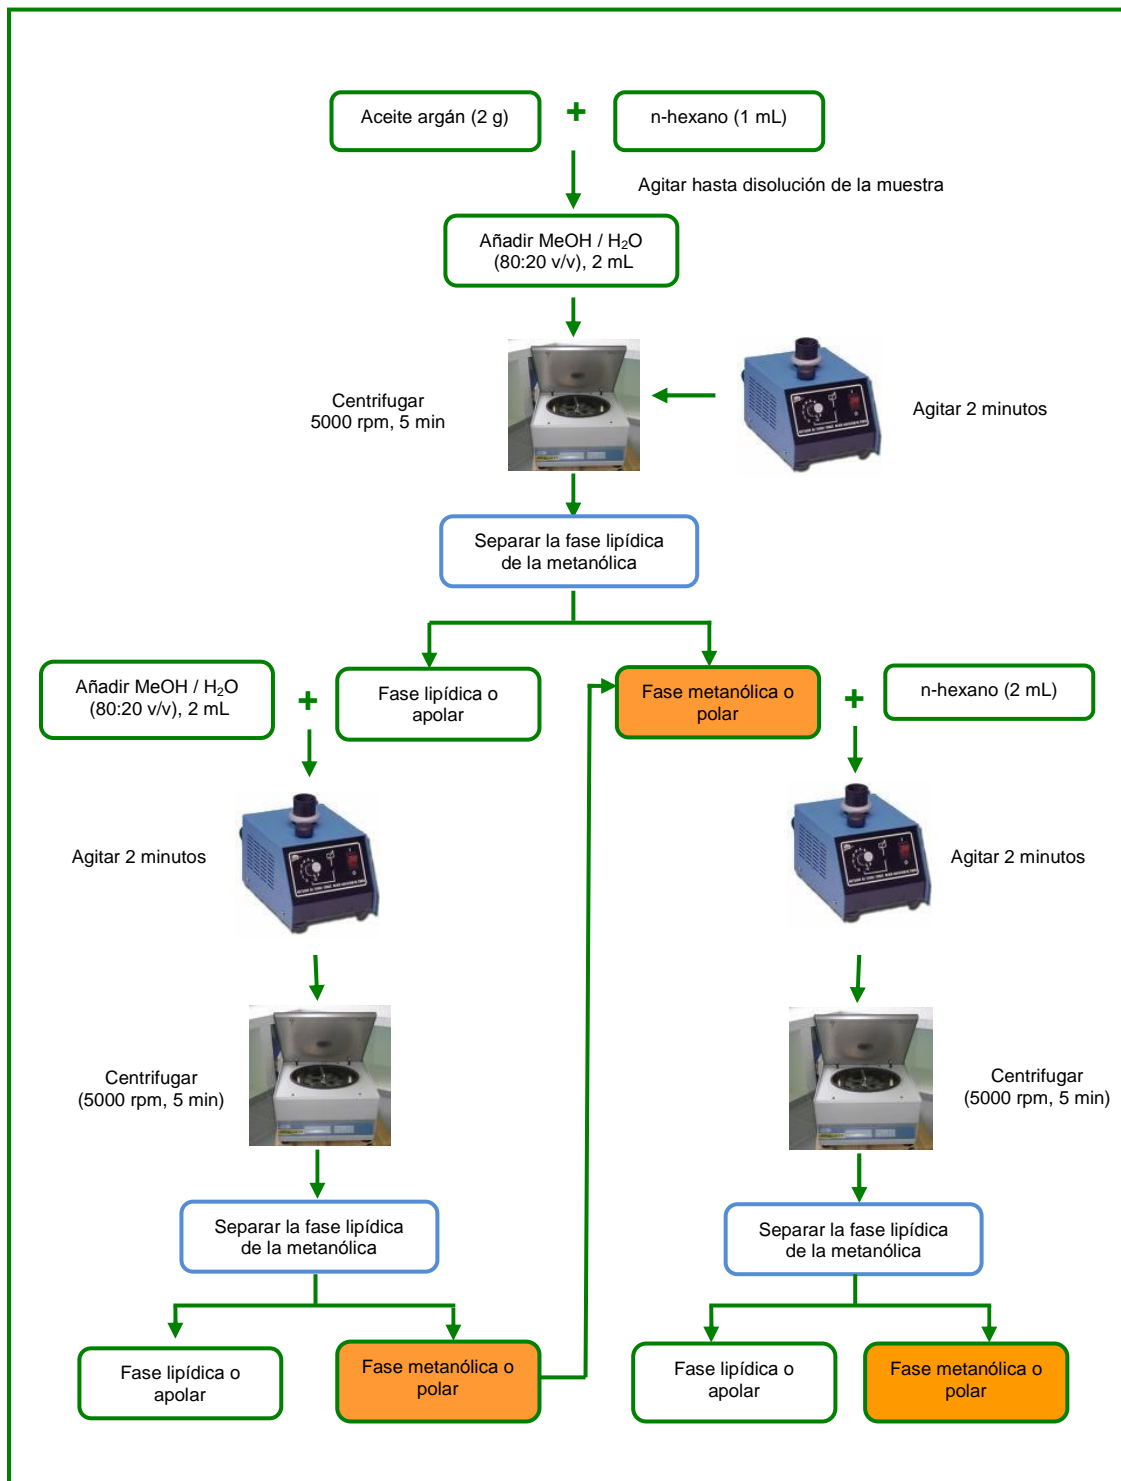 Aceite argán (2 g)
+
n-hexano (1 mL)
Agitar hasta disolución de la muestra
Añadir MeOH / H₂O
(80:20 v/v), 2 mL
Centrifugar
5000 rpm, 5 min
Agitar 2 minutos
Separar la fase lipídica
de la metanólica
Añadir MeOH / H₂O
(80:20 v/v), 2 mL
+
Fase lipídica o
apolar
Fase metanólica o
polar
+
n-hexano (2 mL)
Agitar 2 minutos
Agitar 2 minutos
Centrifugar
(5000 rpm, 5 min)
Centrifugar
(5000 rpm, 5 min)
Separar la fase lipídica
de la metanólica
Separar la fase lipídica
de la metanólica
Fase lipídica o
apolar
Fase metanólica o
polar
Fase lipídica o
apolar
Fase metanólica o
polar